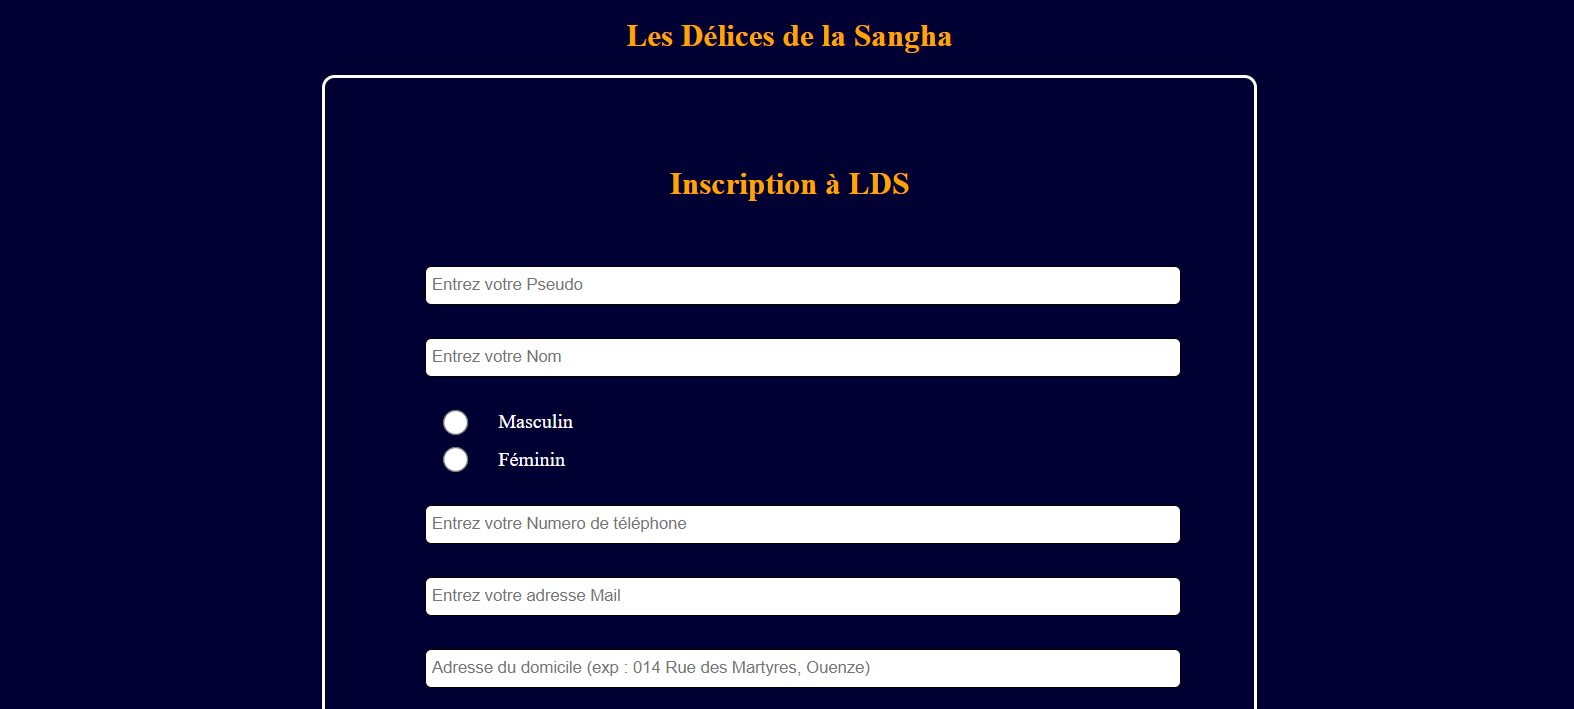 Les Délices de la Sangha
Inscription à LDS
Entrez votre Pseudo
Entrez votre Nom
Masculin
Féminin
Entrez votre Numero de téléphone
Entrez votre adresse Mail
Adresse du domicile (exp : 014 Rue des Martyres, Ouenze)